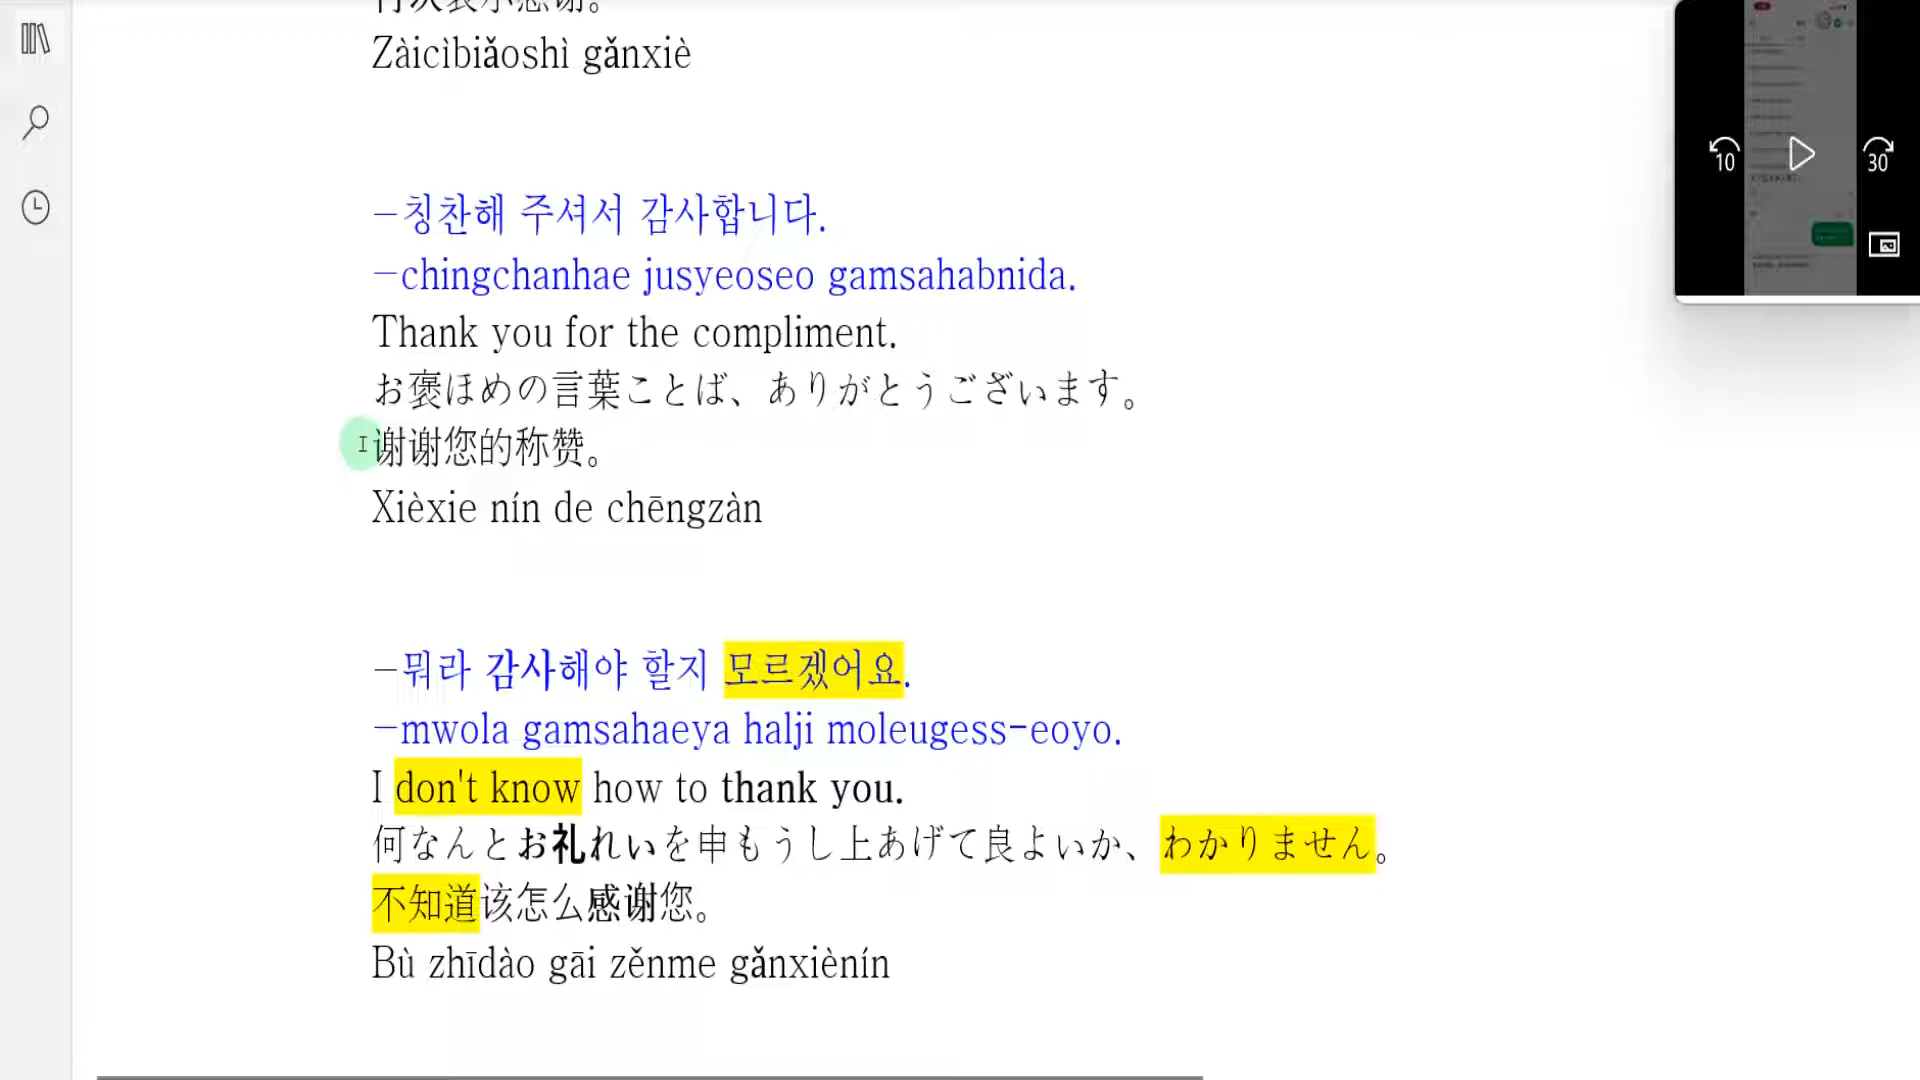 再次表示感谢。
Zàicìbiǎoshì gǎnxiè
–칭찬해 주셔서 감사합니다.
–chingchanhae jusyeoseo gamsahabnida.
Thank you for the compliment.
お褒ほめの言葉ことば、ありがとうございます。
谢谢您的称赞。
Xièxie nín de chēngzàn
–뭐라 감사해야 할지 모르겠어요.
–mwola gamsahaeya halji moleugess-eoyo.
I don't know how to thank you.
何なんとお礼れいを申もうし上あげて良よいか、わかりません。
不知道该怎么感谢您。
Bù zhīdào gāi zěnme gǎnxiènín
10
30